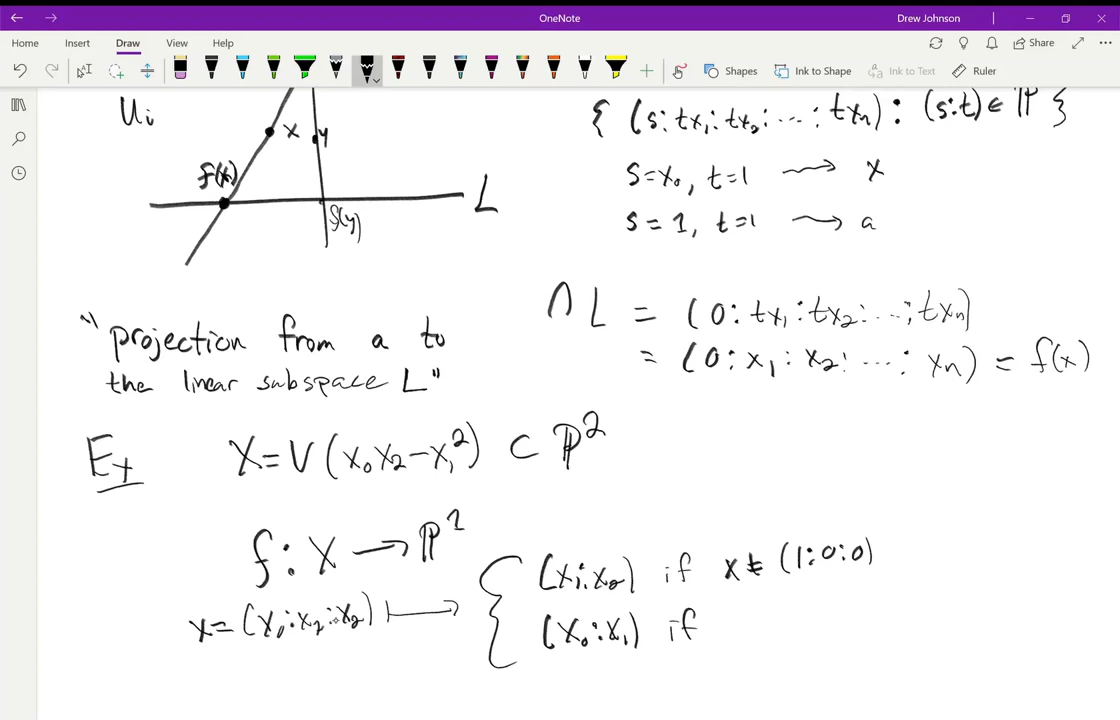 OneNote
Drew Johnson
Home Insert Draw View Help
Share
Shapes
Ink to Shape
Ink to Text
Ruler
Uᵢ
x
y
f(x)
L
f(y)
{ (s:tx₁:tx₂:...:txₙ) : (s:t) ∈ ℙ }
s=x₀, t=1 ⟶ x
s=1, t=1 ⟶ a
∩ L = (0:tx₁:tx₂:...:txₙ)
= (0:x₁:x₂:...:xₙ) = f(x)
"projection from a to
the linear subspace L"
Ex X=V(x₀x₂-x₁²) ⊂ ℙ²
f: X ⟶ ℙ¹
x=(x₀:x₁:x₂) ⟼ { (x₁:x₂) if x≠(1:0:0)
(x₀:x₁) if